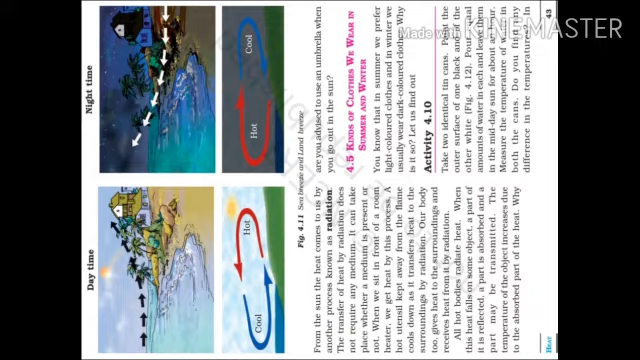 Day time
Night time
Cool
Hot
Hot
Cool
Fig. 4.11 Sea breeze and Land breeze
From the sun the heat comes to us by
another process known as radiation.
The transfer of heat by radiation does
not require any medium. It can take
place whether a medium is present or
not. When we sit in front of a room
heater, we get heat by this process. A
hot utensil kept away from the flame
cools down as it transfers heat to the
surroundings by radiation. Our body
too, gives heat to the surroundings and
receives heat from it by radiation.
All hot bodies radiate heat. When
this heat falls on some object, a part of
it is reflected, a part is absorbed and a
part may be transmitted. The
temperature of the object increases due
to the absorbed part of the heat. Why
are you advised to use an umbrella when
you go out in the sun?
4.5 KINDS OF CLOTHES WE WEAR IN
SUMMER AND WINTER
You know that in summer we prefer
light-coloured clothes and in winter we
usually wear dark-coloured clothes. Why
is it so? Let us find out
Activity 4.10
Take two identical tin cans. Paint the
outer surface of one black and of the
other white (Fig. 4.12). Pour equal
amounts of water in each and leave them
in the mid-day sun for about an hour.
Measure the temperature of water in
both the cans. Do you find any
difference in the temperatures? In
HEAT
43
Made with
KINEMASTER